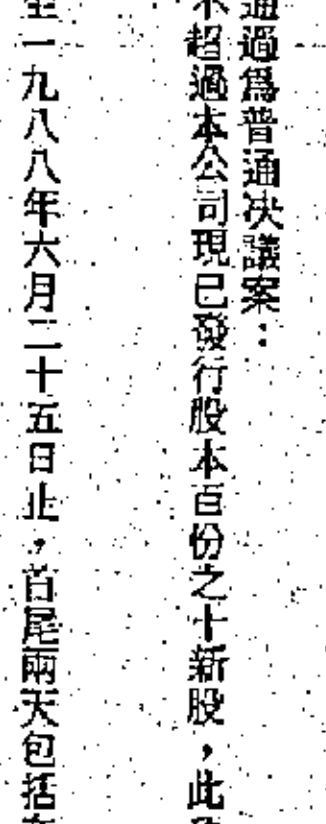 通過爲普通決議案：
不超過本公司現已發行股本百份之十新股，此
至一九八八年六月二十五日止，首尾兩天包括